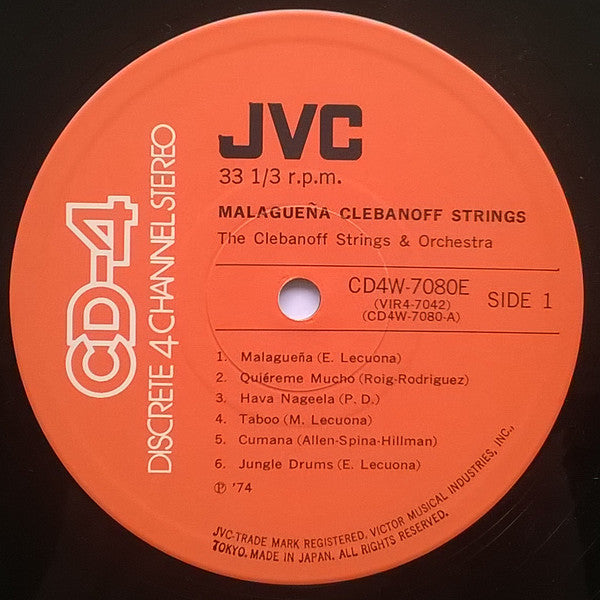 JVC
33 1/3 r.p.m.
MALAGUEÑA CLEBANOFF STRINGS
The Clebanoff Strings & Orchestra
CD4W-7080E
(VIR4-7042)
(CD4W-7080-A)
SIDE 1
1. Malagueña (E. Lecuona)
2. Quiéreme Mucho (Roig-Rodriguez)
3. Hava Nageela (P. D.)
4. Taboo (M. Lecuona)
5. Cumana (Allen-Spina-Hillman)
6. Jungle Drums (E. Lecuona)
℗ '74
JVC-TRADE MARK REGISTERED, VICTOR MUSICAL INDUSTRIES, INC.,
TOKYO. MADE IN JAPAN. ALL RIGHTS RESERVED.
CD-4
DISCRETE 4 CHANNEL STEREO